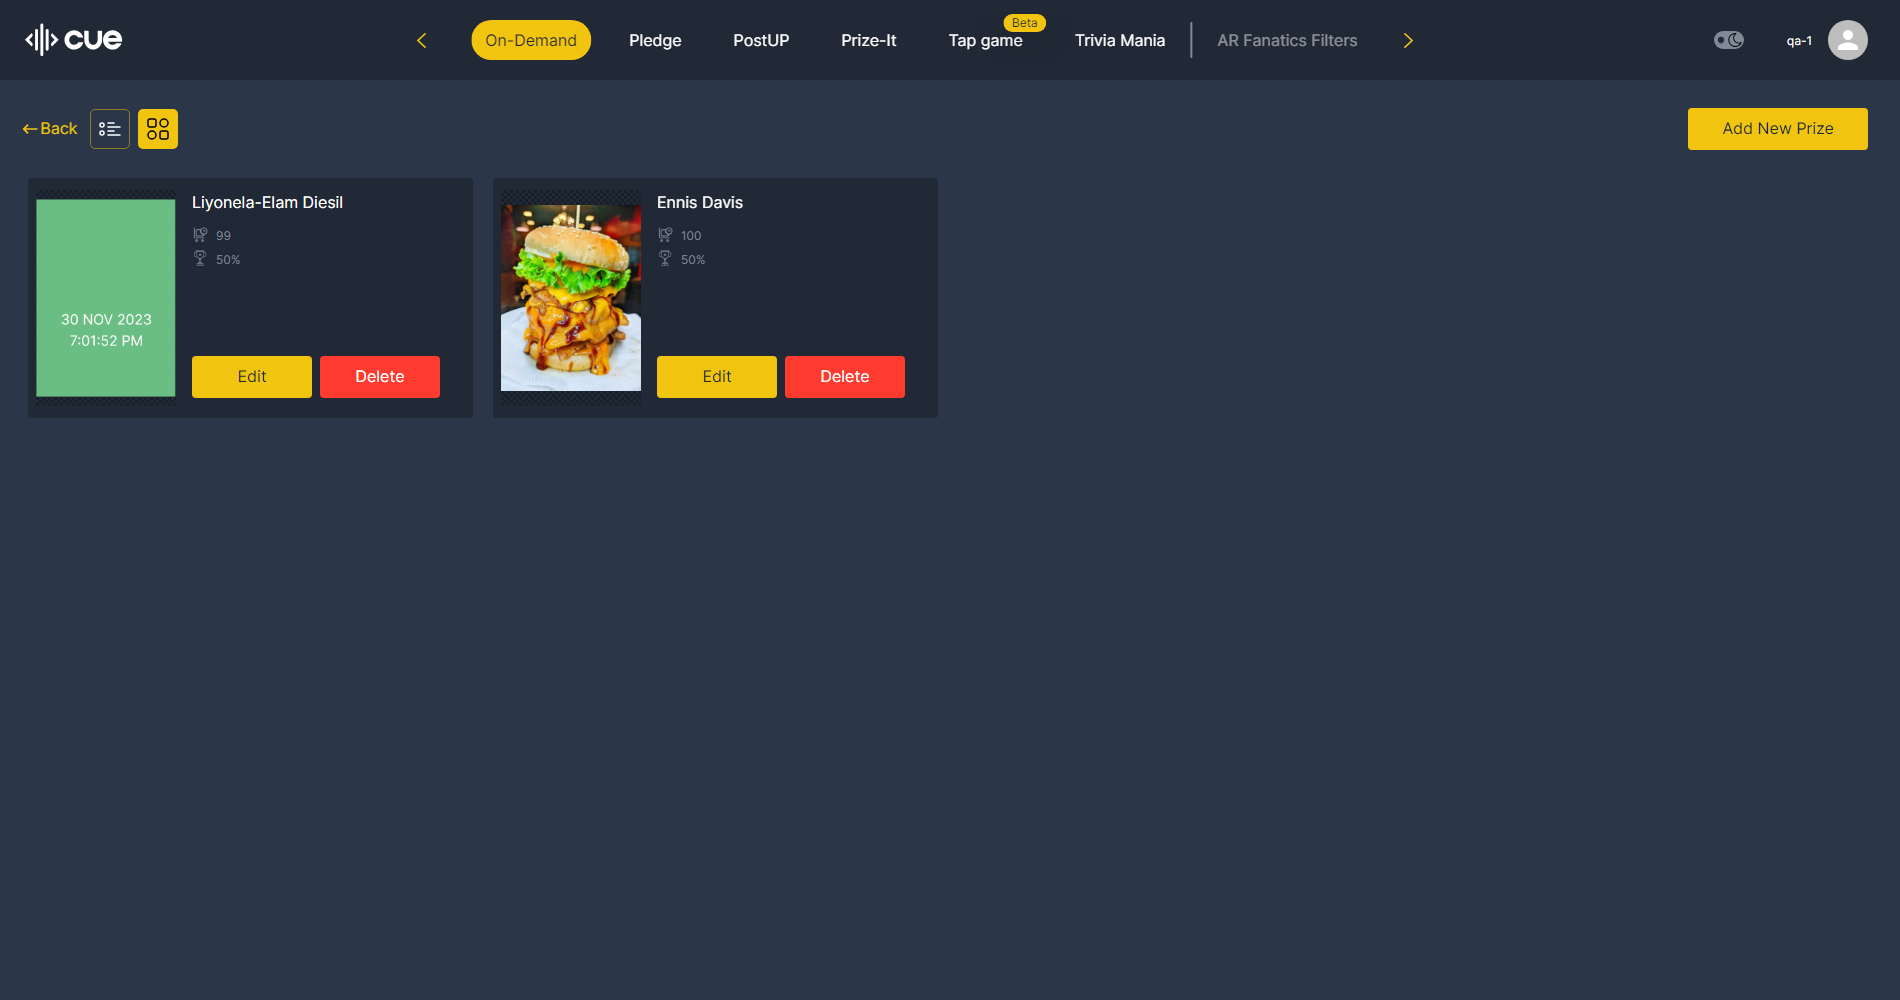 cue
On-Demand
Pledge
PostUP
Prize-It
Tap game
Beta
Trivia Mania
AR Fanatics Filters
qa-1
Back
Add New Prize
Liyonela-Elam Diesil
99
50%
30 NOV 2023
7:01:52 PM
Edit
Delete
Ennis Davis
100
50%
Edit
Delete